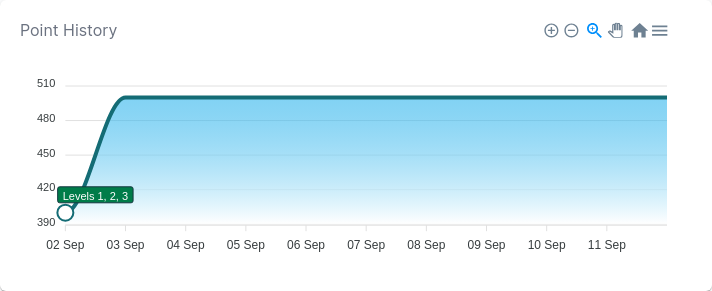 Point History
510
480
450
420
Levels 1, 2, 3
390
02 Sep 03 Sep 04 Sep 05 Sep 06 Sep 07 Sep 08 Sep 09 Sep 10 Sep 11 Sep